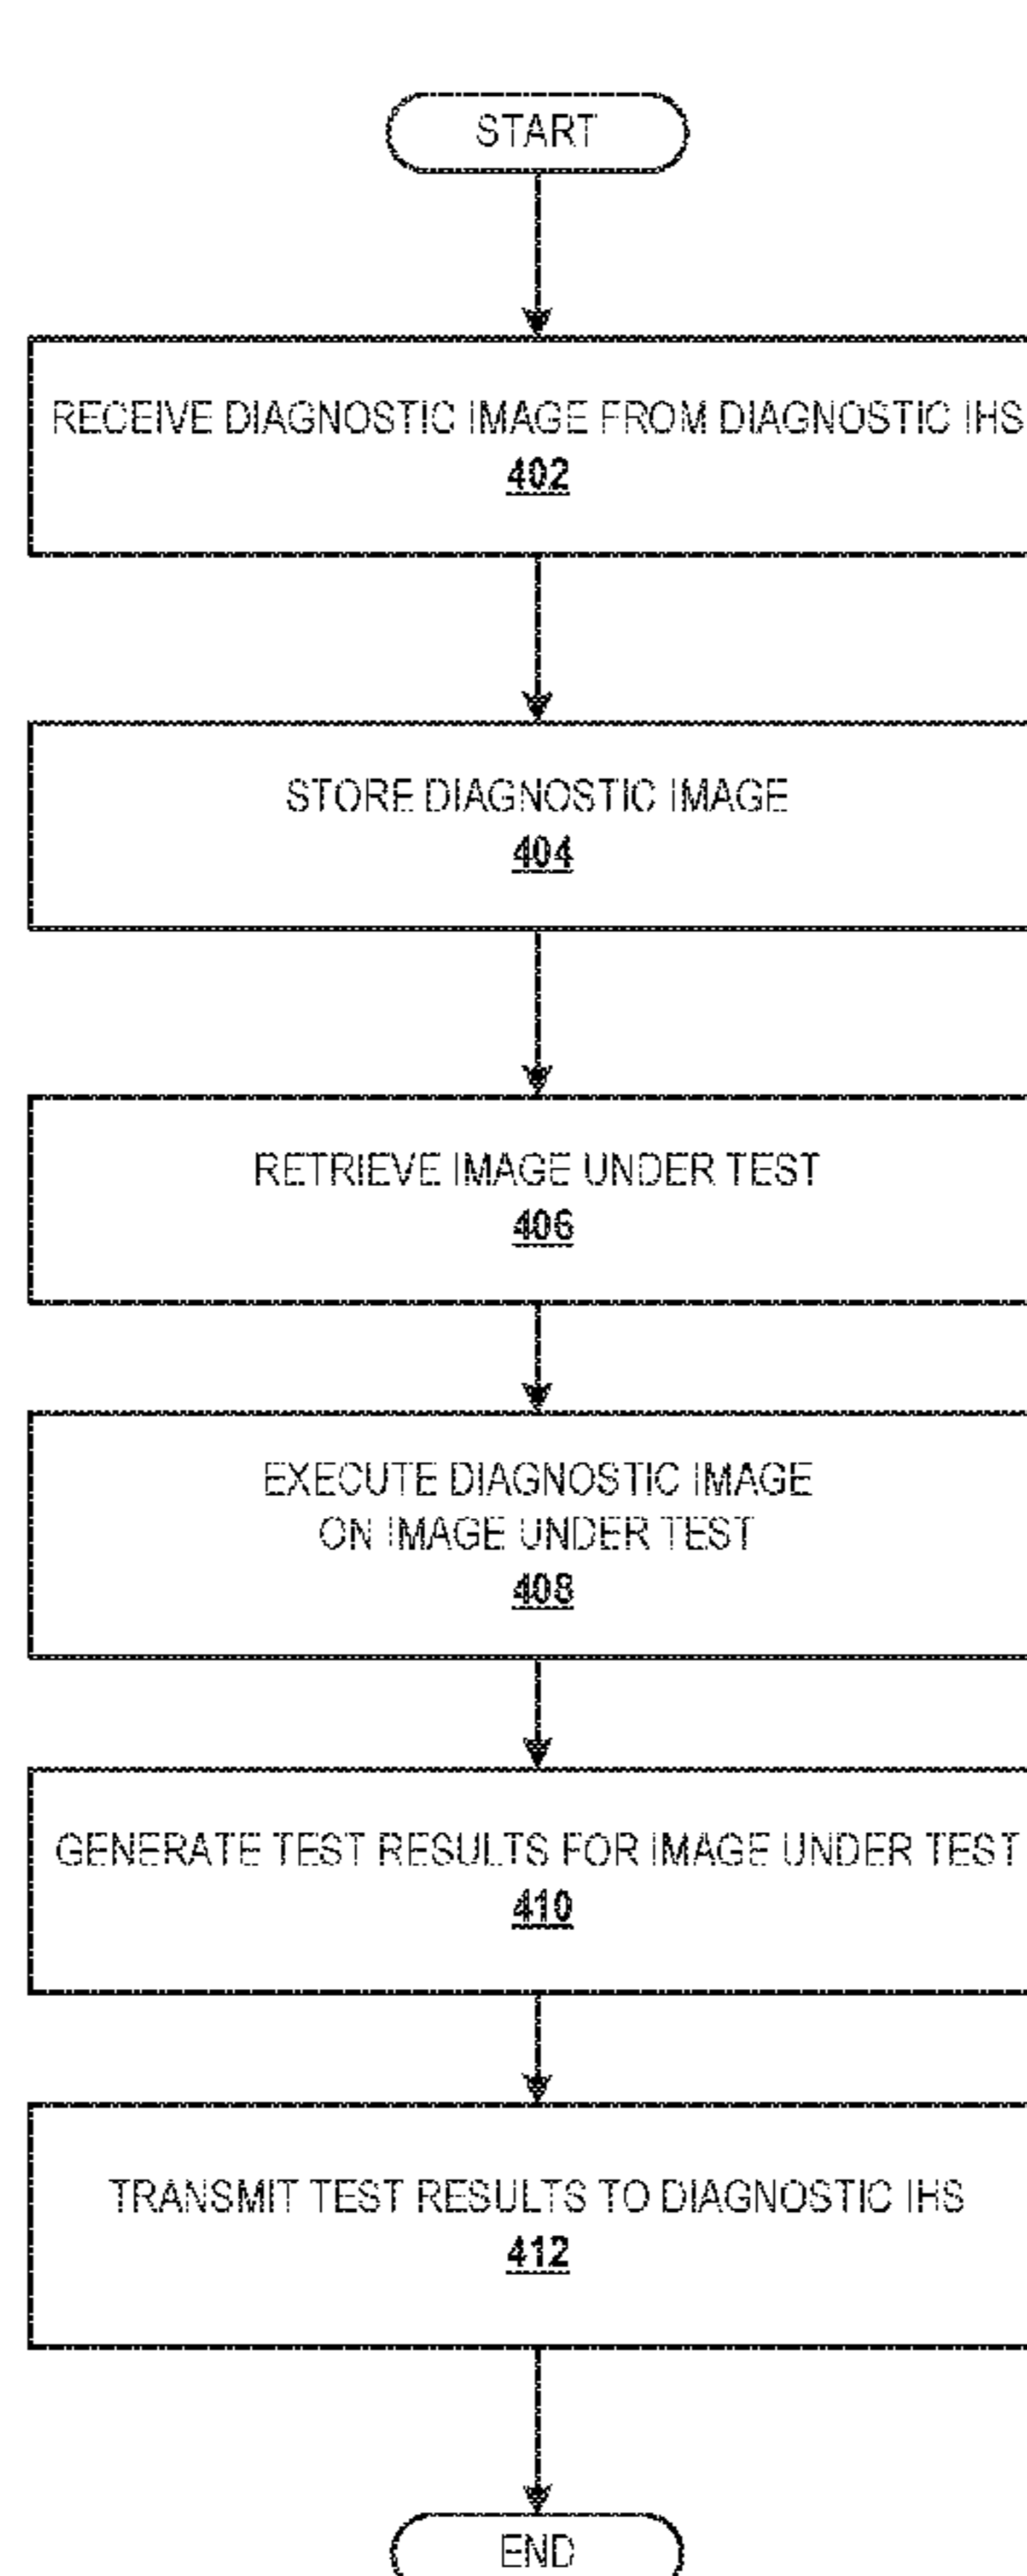 START
RECEIVE DIAGNOSTIC IMAGE FROM DIAGNOSTIC IHS
402
STORE DIAGNOSTIC IMAGE
404
RETRIEVE IMAGE UNDER TEST
406
EXECUTE DIAGNOSTIC IMAGE
ON IMAGE UNDER TEST
408
GENERATE TEST RESULTS FOR IMAGE UNDER TEST
410
TRANSMIT TEST RESULTS TO DIAGNOSTIC IHS
412
END